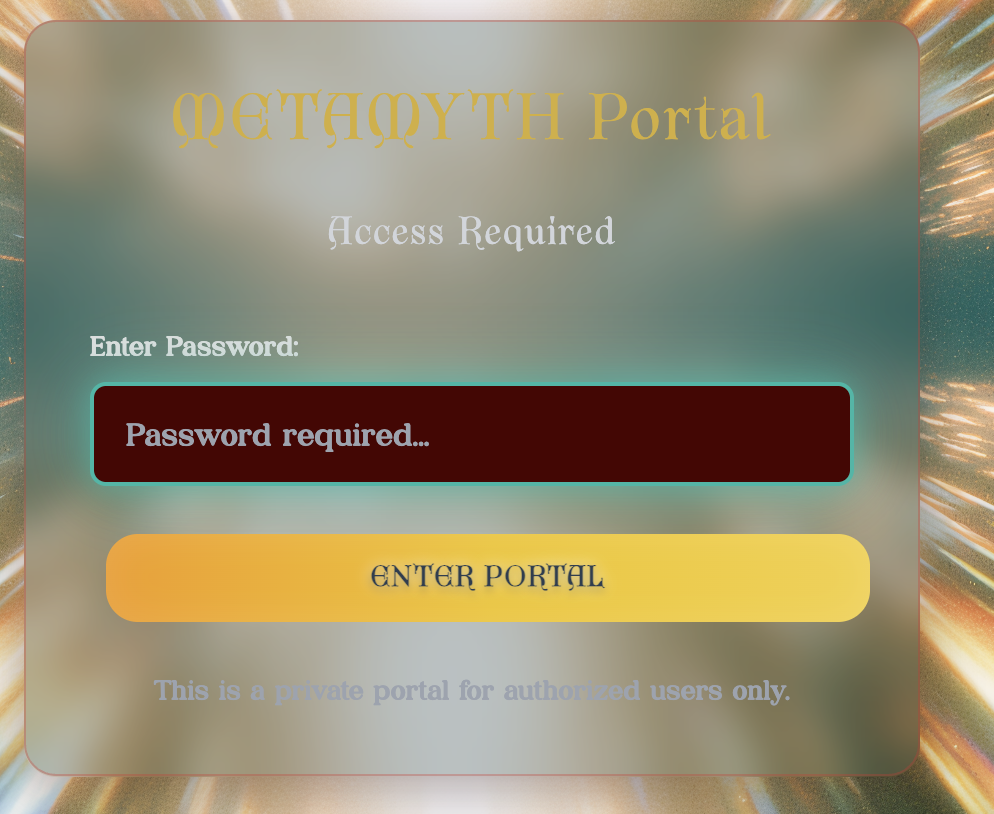 METAMYTH Portal
Access Required
Enter Password:
Password required...
ENTER PORTAL
This is a private portal for authorized users only.